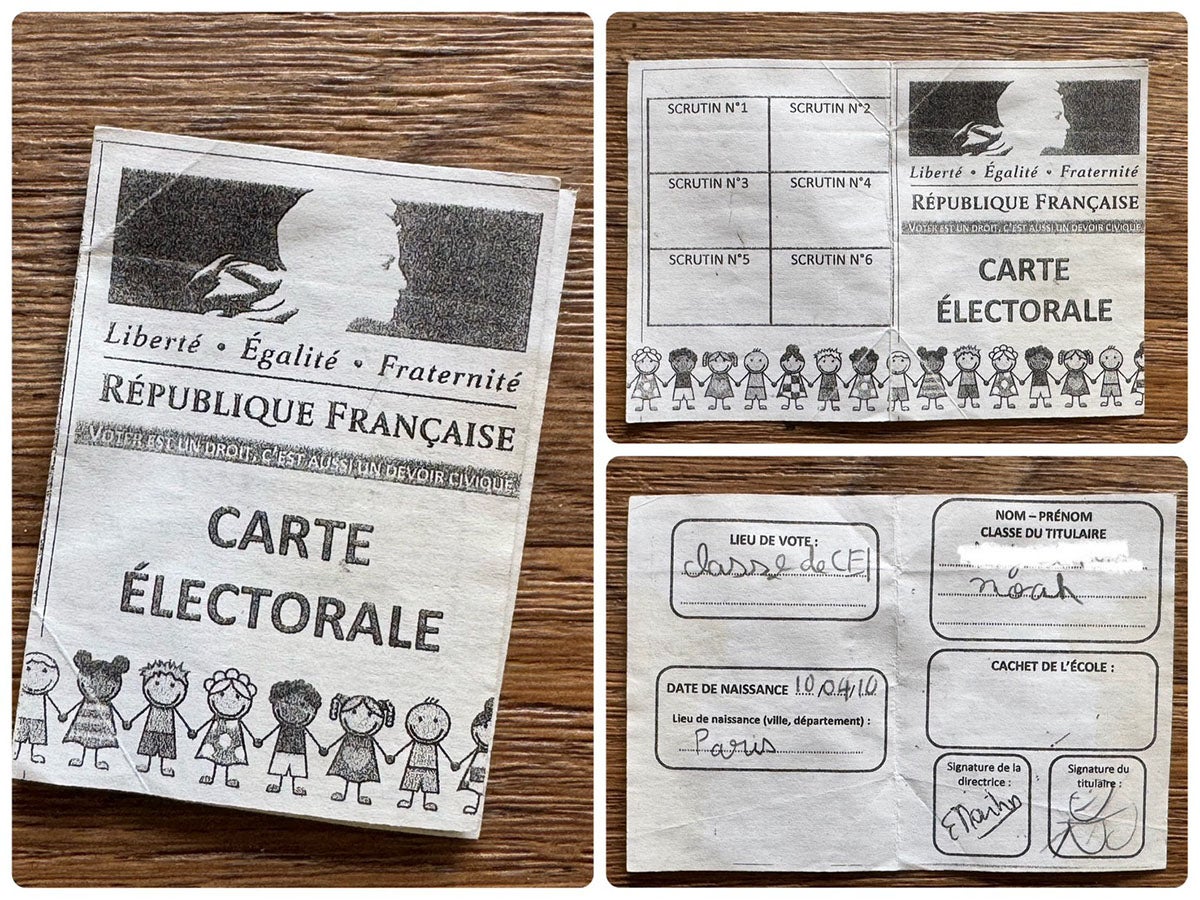 Liberté • Égalité • Fraternité
RÉPUBLIQUE FRANÇAISE
VOTER EST UN DROIT, C'EST AUSSI UN DEVOIR CIVIQUE
CARTE
ÉLECTORALE
SCRUTIN N°1 SCRUTIN N°2
SCRUTIN N°3 SCRUTIN N°4
SCRUTIN N°5 SCRUTIN N°6
Liberté • Égalité • Fraternité
RÉPUBLIQUE FRANÇAISE
VOTER EST UN DROIT, C'EST AUSSI UN DEVOIR CIVIQUE
CARTE
ÉLECTORALE
LIEU DE VOTE :
classe de CE1
DATE DE NAISSANCE 10/04/10
Lieu de naissance (ville, département) :
Paris
NOM – PRÉNOM
CLASSE DU TITULAIRE
noah
CACHET DE L'ÉCOLE :
Signature de la
directrice :
Signature du
titulaire :